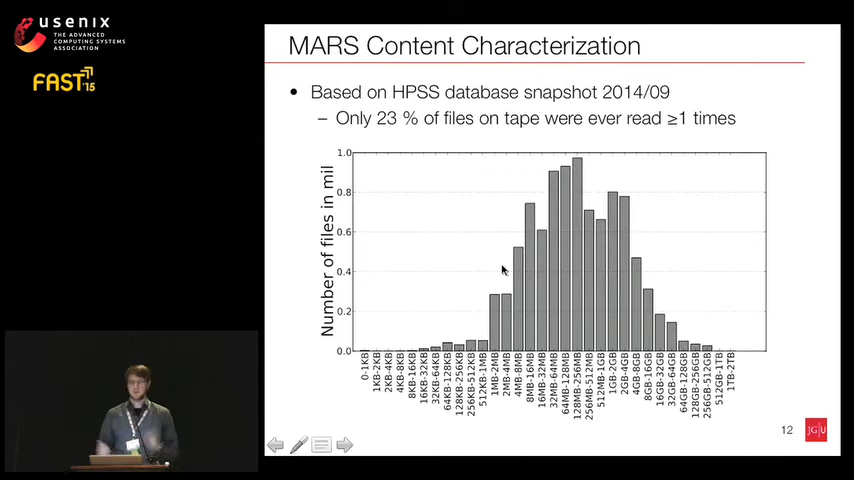 usenix
THE ADVANCED
COMPUTING SYSTEMS
ASSOCIATION
FAST '15
MARS Content Characterization
• Based on HPSS database snapshot 2014/09
– Only 23 % of files on tape were ever read ≥1 times
Number of files in mil
1.0
0.8
0.6
0.4
0.2
0.0
0-1KB
1KB-2KB
2KB-4KB
4KB-8KB
8KB-16KB
16KB-32KB
32KB-64KB
64KB-128KB
128KB-256KB
256KB-512KB
512KB-1MB
1MB-2MB
2MB-4MB
4MB-8MB
8MB-16MB
16MB-32MB
32MB-64MB
64MB-128MB
128MB-256MB
256MB-512MB
512MB-1GB
1GB-2GB
2GB-4GB
4GB-8GB
8GB-16GB
16GB-32GB
32GB-64GB
64GB-128GB
128GB-256GB
256GB-512GB
512GB-1TB
1TB-2TB
12
JG|U